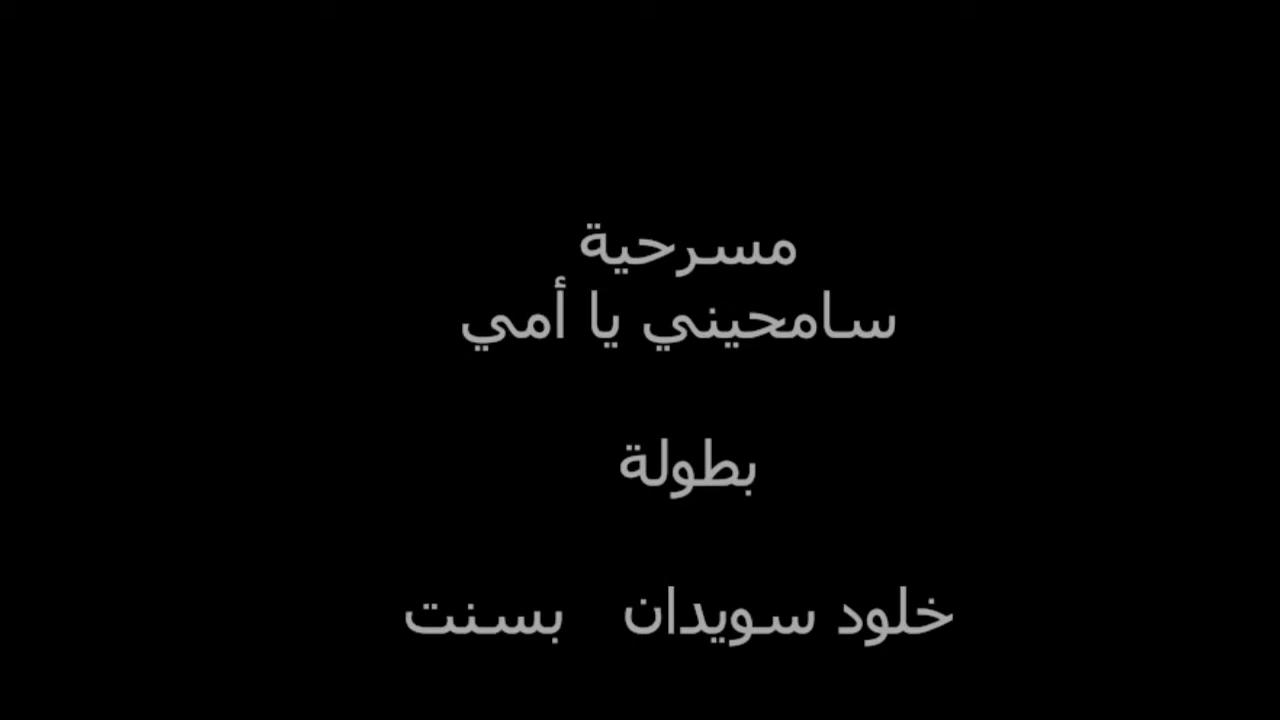 مسرحية
سامحيني يا أمي
بطولة
خلود سويدان بسنت